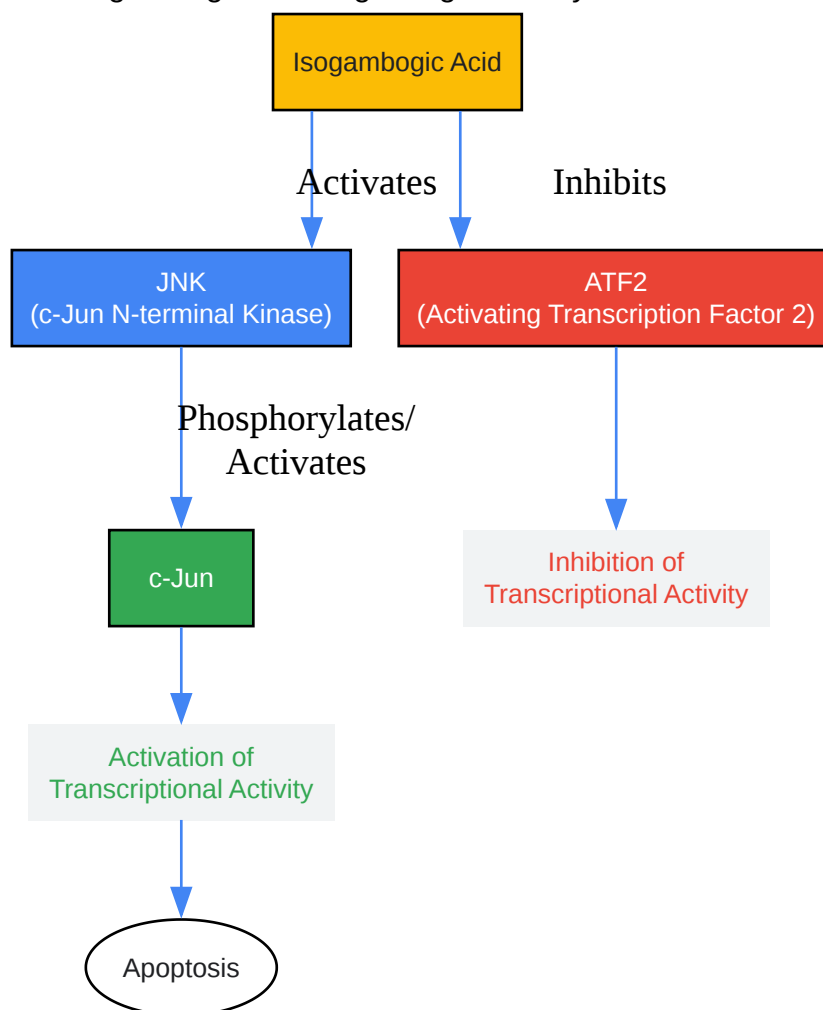 Isogambogic Acid
Activates
Inhibits
JNK
(c-Jun N-terminal Kinase)
ATF2
(Activating Transcription Factor 2)
Phosphorylates/
Activates
c-Jun
Inhibition of
Transcriptional Activity
Activation of
Transcriptional Activity
Apoptosis